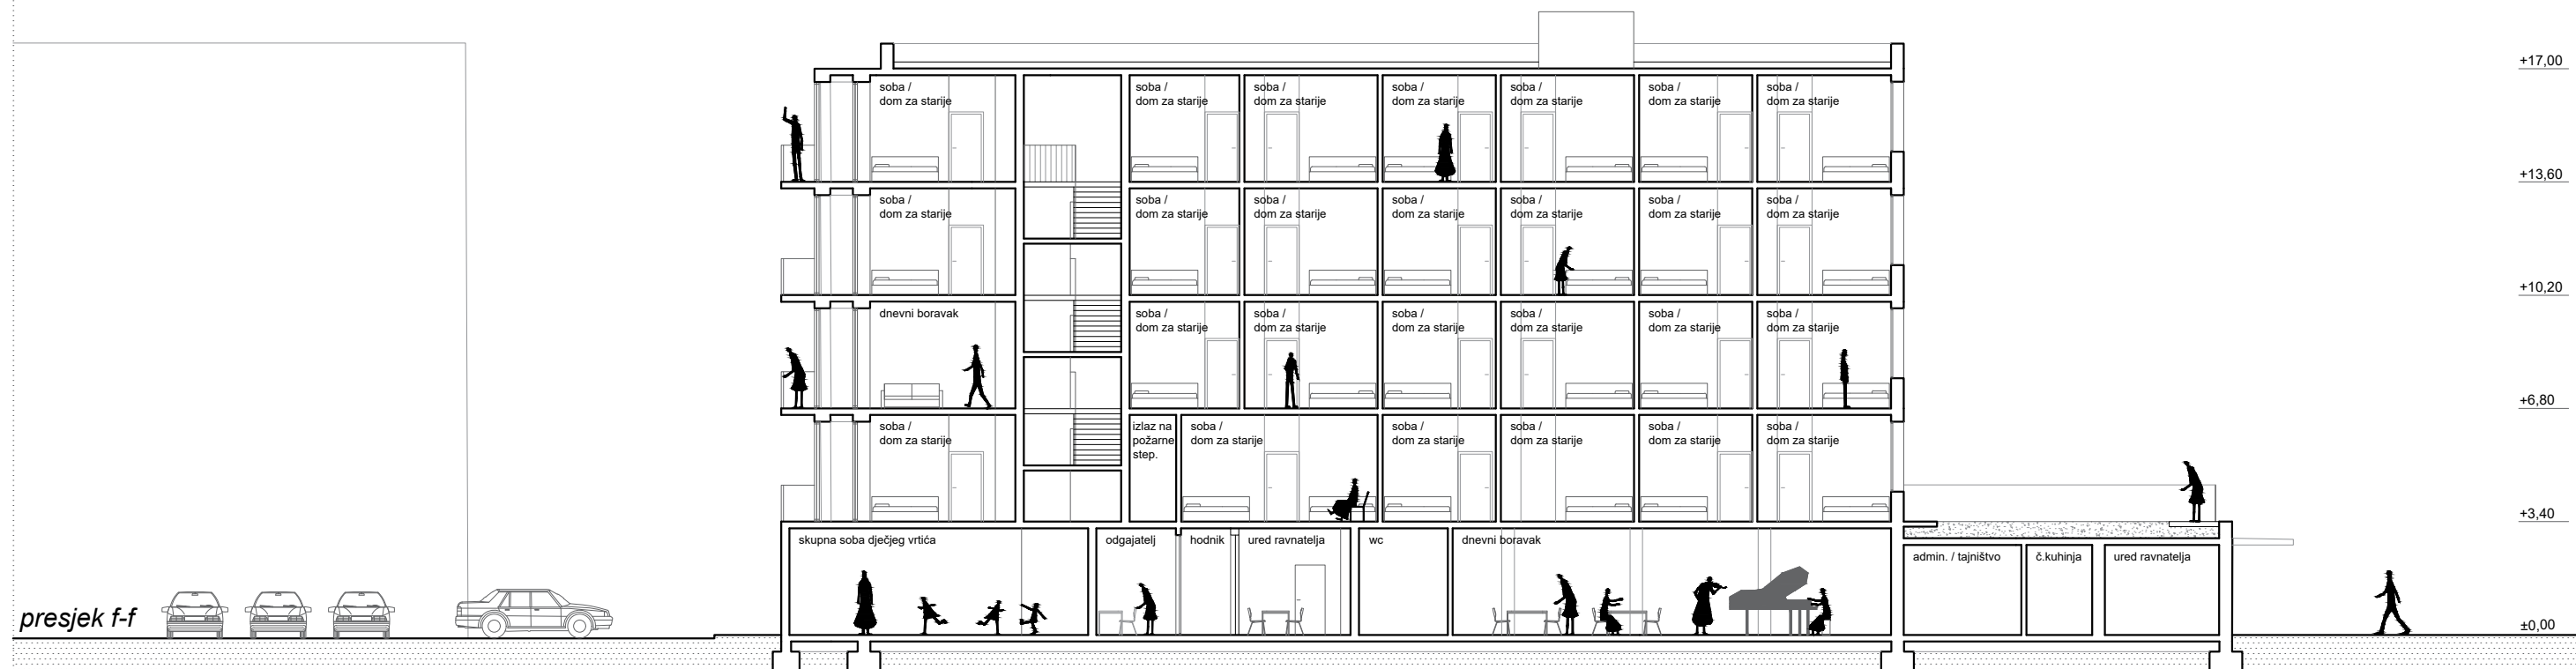 +17,00
soba /
dom za starije
soba /
dom za starije
soba /
dom za starije
soba /
dom za starije
soba /
dom za starije
soba /
dom za starije
soba /
dom za starije
+13,60
soba /
dom za starije
soba /
dom za starije
soba /
dom za starije
soba /
dom za starije
soba /
dom za starije
soba /
dom za starije
soba /
dom za starije
+10,20
dnevni boravak
soba /
dom za starije
soba /
dom za starije
soba /
dom za starije
soba /
dom za starije
soba /
dom za starije
soba /
dom za starije
+6,80
soba /
dom za starije
izlaz na
požarne
step.
soba /
dom za starije
soba /
dom za starije
soba /
dom za starije
soba /
dom za starije
soba /
dom za starije
+3,40
skupna soba dječjeg vrtića
odgajatelj
hodnik
ured ravnatelja
wc
dnevni boravak
admin. / tajništvo
č.kuhinja
ured ravnatelja
presjek f-f
±0,00